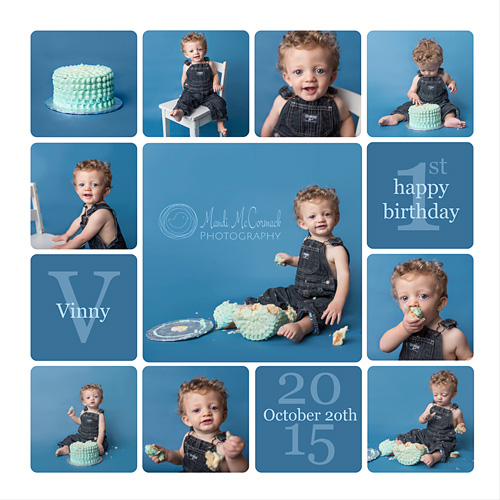 Mandi McCormack
PHOTOGRAPHY
1st
happy
birthday
V
Vinny
20
October 20th
15